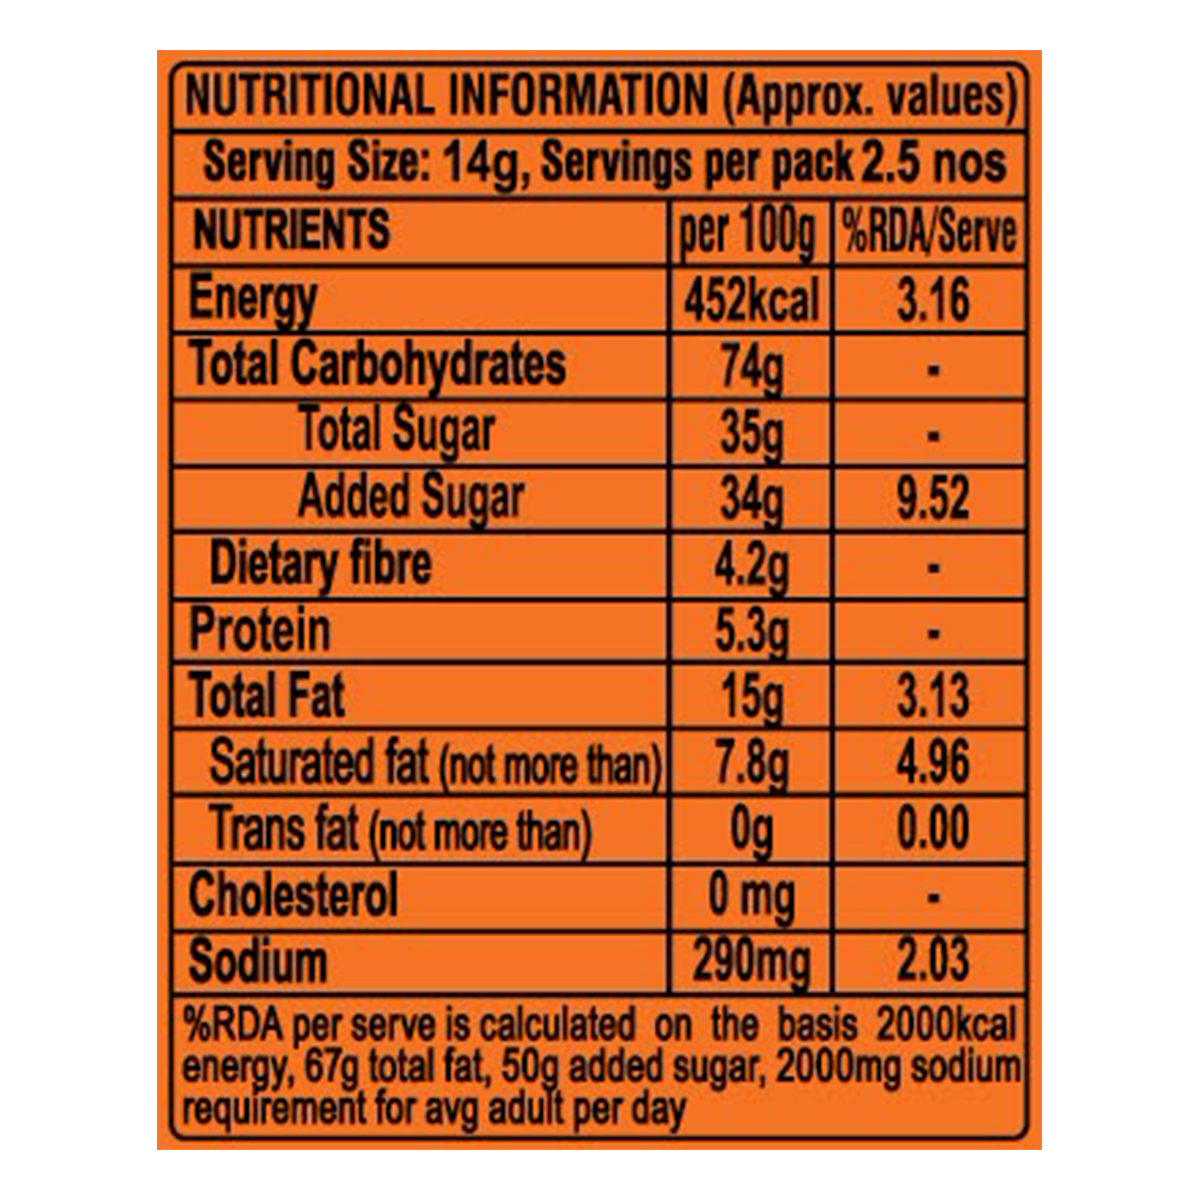 NUTRITIONAL INFORMATION (Approx. values)
Serving Size: 14g, Servings per pack 2.5 nos
NUTRIENTS per 100g %RDA/Serve
Energy 452kcal 3.16
Total Carbohydrates 74g -
Total Sugar 35g -
Added Sugar 34g 9.52
Dietary fibre 4.2g -
Protein 5.3g -
Total Fat 15g 3.13
Saturated fat (not more than) 7.8g 4.96
Trans fat (not more than) 0g 0.00
Cholesterol 0 mg -
Sodium 290mg 2.03
%RDA per serve is calculated on the basis 2000kcal
energy, 67g total fat, 50g added sugar, 2000mg sodium
requirement for avg adult per day